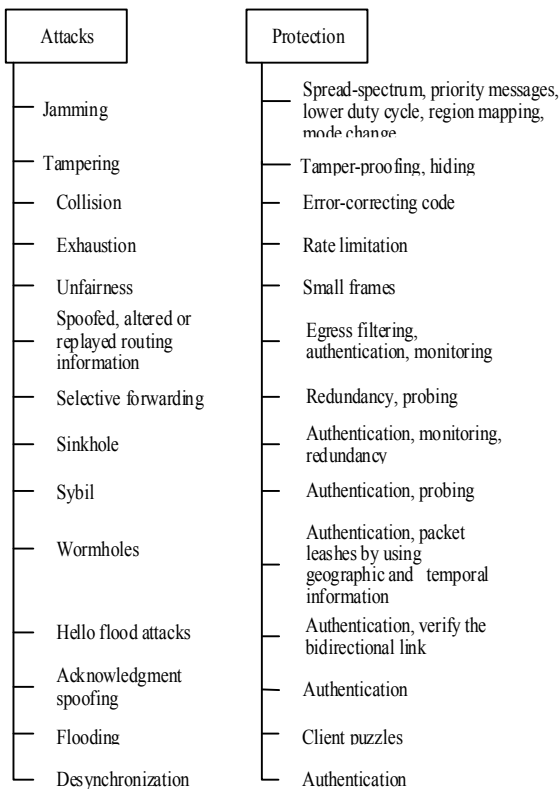 Attacks
Jamming
Tampering
Collision
Exhaustion
Unfairness
Spoofed, altered or
replayed routing
information
Selective forwarding
Sinkhole
Sybil
Wormholes
Hello flood attacks
Acknowledgment
spoofing
Flooding
Desynchronization
Protection
Spread-spectrum, priority messages,
lower duty cycle, region mapping,
mode change
Tamper-proofing, hiding
Error-correcting code
Rate limitation
Small frames
Egress filtering,
authentication, monitoring
Redundancy, probing
Authentication, monitoring,
redundancy
Authentication, probing
Authentication, packet
leashes by using
geographic and temporal
information
Authentication, verify the
bidirectional link
Authentication
Client puzzles
Authentication